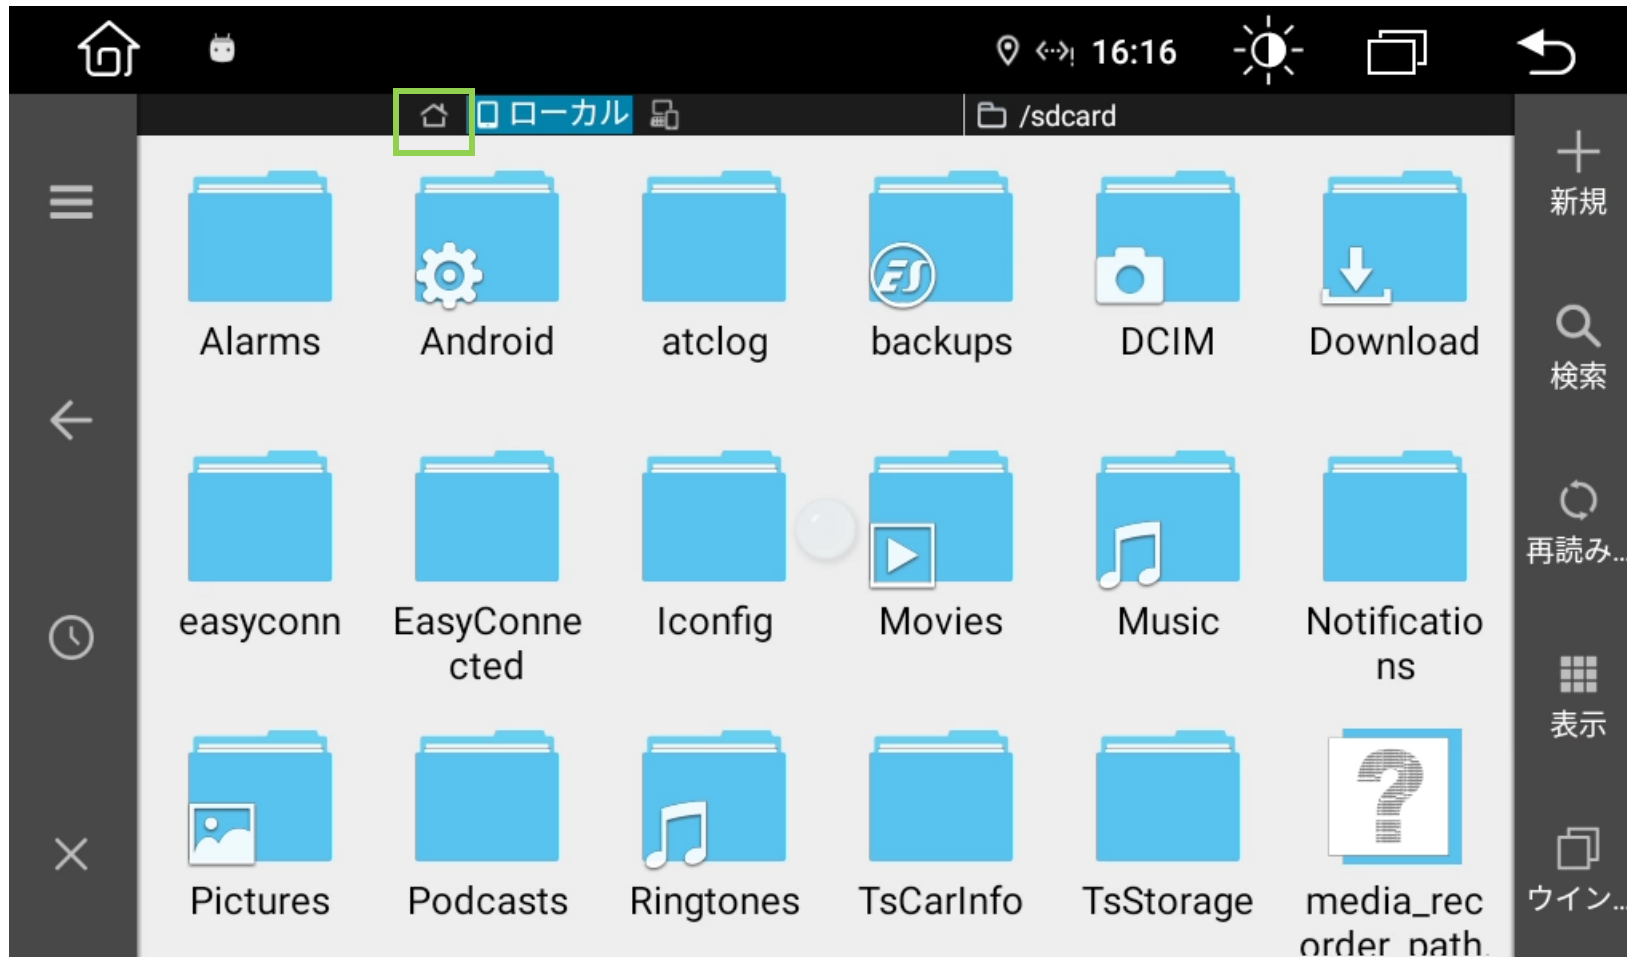 16:16
ローカル
/sdcard
新規
検索
再読み...
表示
ウイン...
Alarms
Android
atclog
backups
DCIM
Download
easyconn
EasyConne
cted
Iconfig
Movies
Music
Notificatio
ns
Pictures
Podcasts
Ringtones
TsCarInfo
TsStorage
media_rec
order_path.